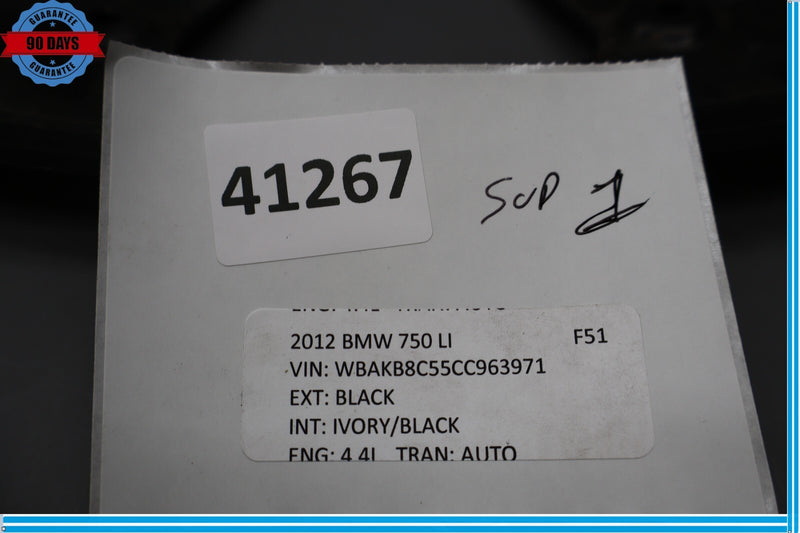 GUARANTEE
90 DAYS
GUARANTEE
41267
SUP 1
2012 BMW 750 LI F51
VIN: WBAKB8C55CC963971
EXT: BLACK
INT: IVORY/BLACK
ENG: 4.4L TRAN: AUTO